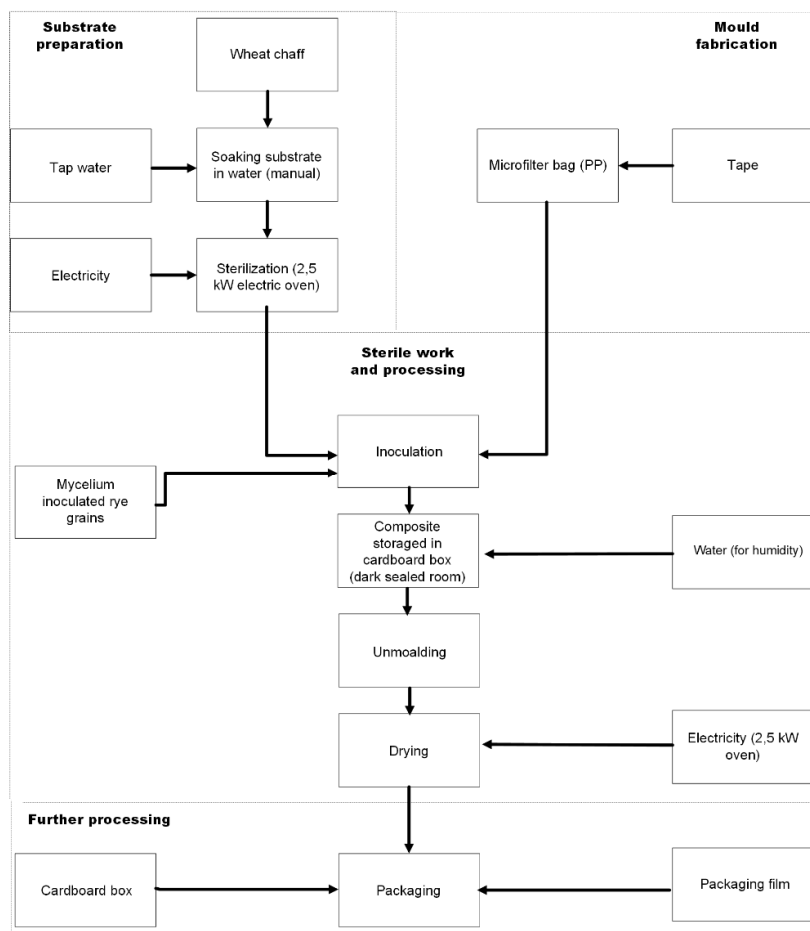 Substrate
preparation
Mould
fabrication
Wheat chaff
Tap water
Soaking substrate
in water (manual)
Microfilter bag (PP)
Tape
Electricity
Sterilization (2,5
kW electric oven)
Sterile work
and processing
Inoculation
Mycelium
inoculated rye
grains
Composite
storaged in
cardboard box
(dark sealed room)
Water (for humidity)
Unmoalding
Drying
Electricity (2,5 kW
oven)
Further processing
Cardboard box
Packaging
Packaging film